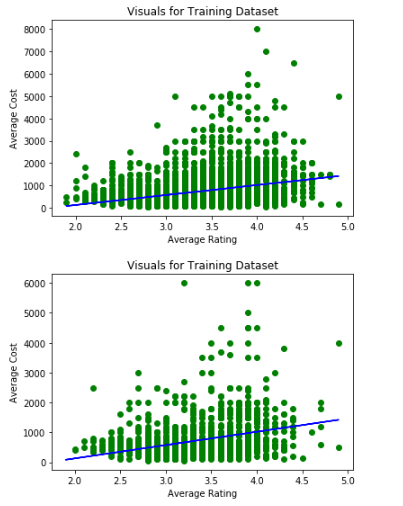 Visuals for Training Dataset
8000
7000
6000
5000
4000
3000
2000
1000
0
Average Cost
2.0 2.5 3.0 3.5 4.0 4.5 5.0
Average Rating
Visuals for Training Dataset
6000
5000
4000
3000
2000
1000
0
Average Cost
2.0 2.5 3.0 3.5 4.0 4.5 5.0
Average Rating